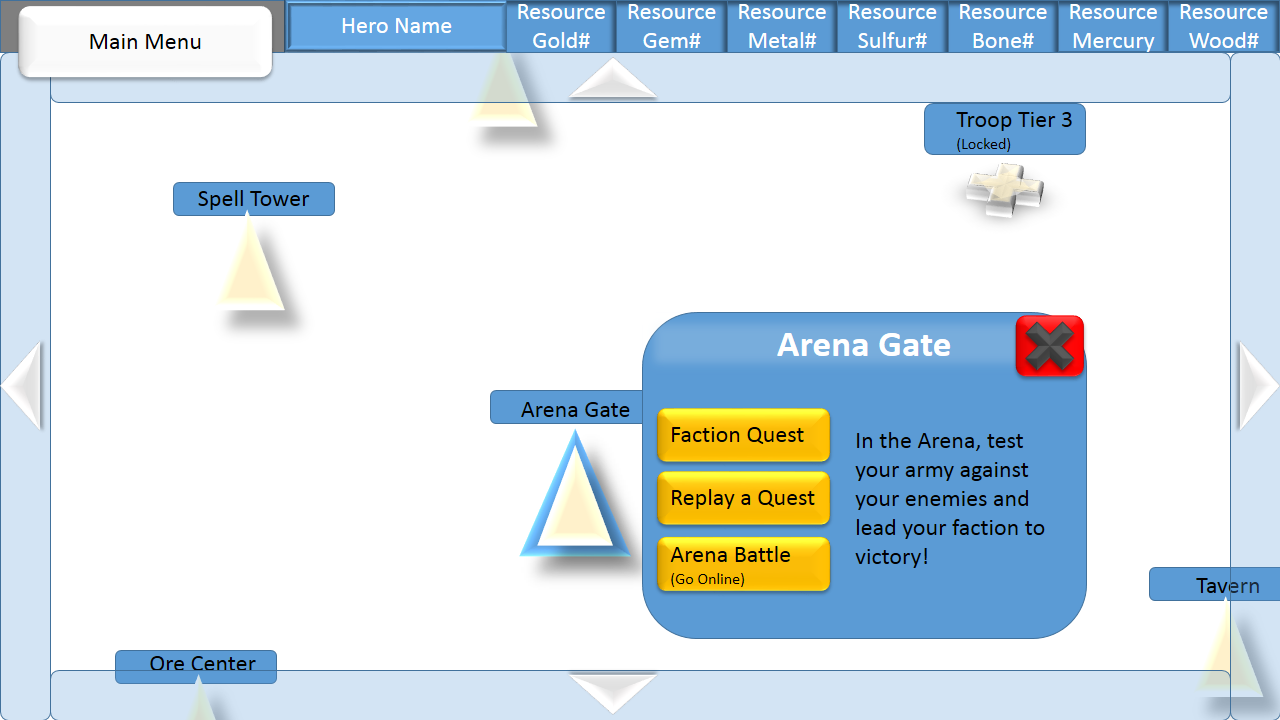 Main Menu
Hero Name
Resource
Gold#
Resource
Gem#
Resource
Metal#
Resource
Sulfur#
Resource
Bone#
Resource
Mercury
Resource
Wood#
Troop Tier 3
(Locked)
Spell Tower
Arena Gate
Arena Gate
Faction Quest
Replay a Quest
Arena Battle
(Go Online)
In the Arena, test
your army against
your enemies and
lead your faction to
victory!
Tavern
Ore Center